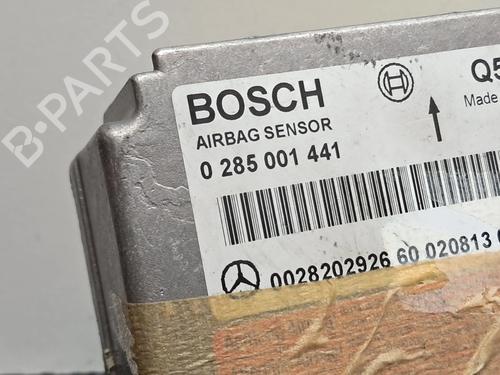 BOSCH
Q5
AIRBAG SENSOR
Made
0 285 001 441
0028202926 60 020813
B-Parts